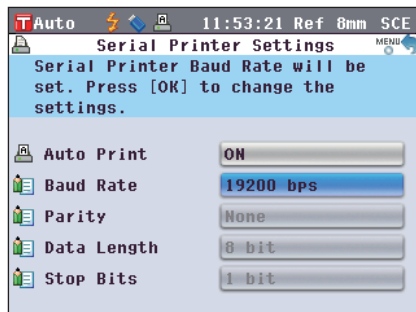 T Auto 11:53:21 Ref 8mm SCE
Serial Printer Settings MENU
Serial Printer Baud Rate will be
set. Press [OK] to change the
settings.
Auto Print ON
Baud Rate 19200 bps
Parity None
Data Length 8 bit
Stop Bits 1 bit